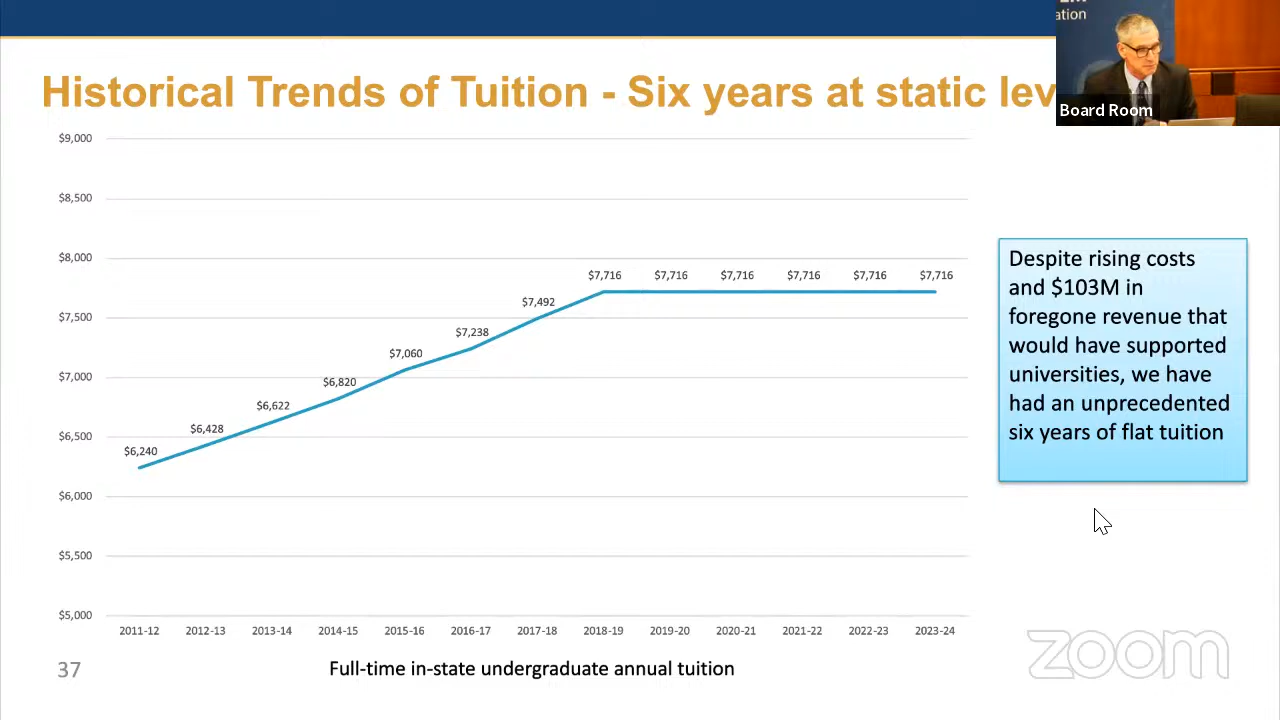 ation
Historical Trends of Tuition - Six years at static lev
Board Room
$9,000
$8,500
$8,000
$7,500
$7,000
$6,500
$6,000
$5,500
$5,000
$6,240
$6,428
$6,622
$6,820
$7,060
$7,238
$7,492
$7,716
$7,716
$7,716
$7,716
$7,716
$7,716
2011-12 2012-13 2013-14 2014-15 2015-16 2016-17 2017-18 2018-19 2019-20 2020-21 2021-22 2022-23 2023-24
Despite rising costs
and $103M in
foregone revenue that
would have supported
universities, we have
had an unprecedented
six years of flat tuition
37
Full-time in-state undergraduate annual tuition
zoom